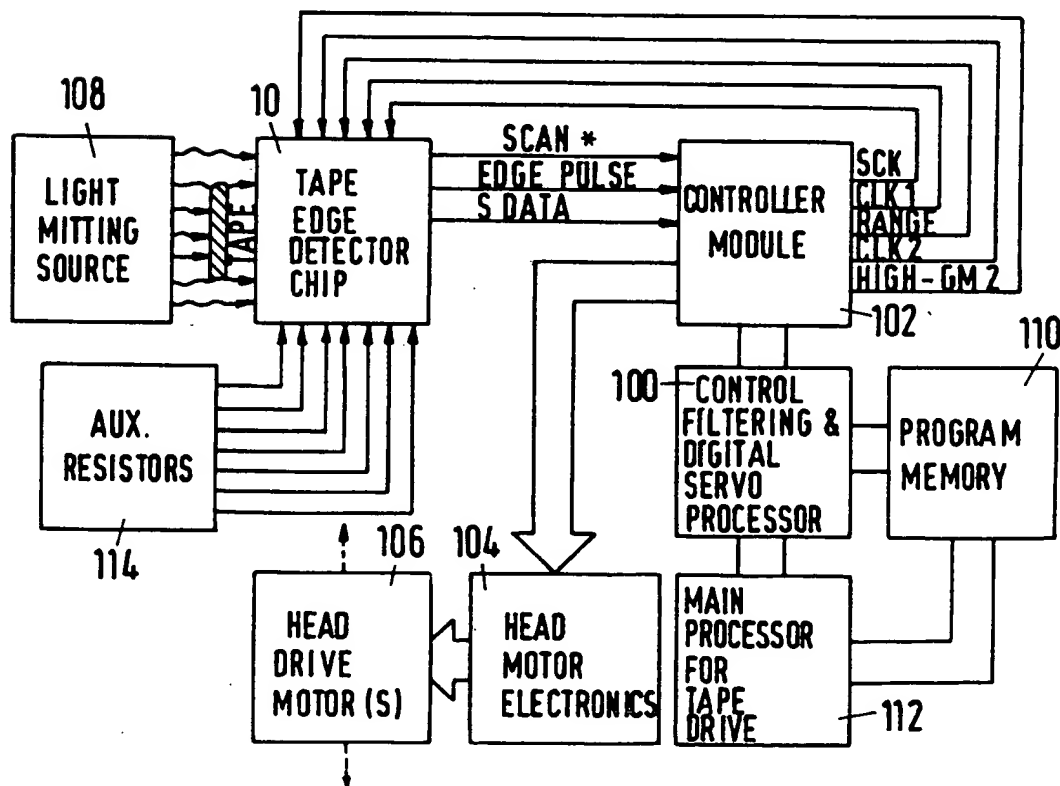 108
LIGHT
MITTING
SOURCE
TAPE
10
TAPE
EDGE
DETECTOR
CHIP
SCAN *
EDGE PULSE
S DATA
CONTROLLER
MODULE
SCK
CLK1
RANGE
CLK2
HIGH-GM2
102
AUX.
RESISTORS
114
100
CONTROL
FILTERING &
DIGITAL
SERVO
PROCESSOR
110
PROGRAM
MEMORY
106
HEAD
DRIVE
MOTOR(S)
104
HEAD
MOTOR
ELECTRONICS
MAIN
PROCESSOR
FOR
TAPE
DRIVE
112